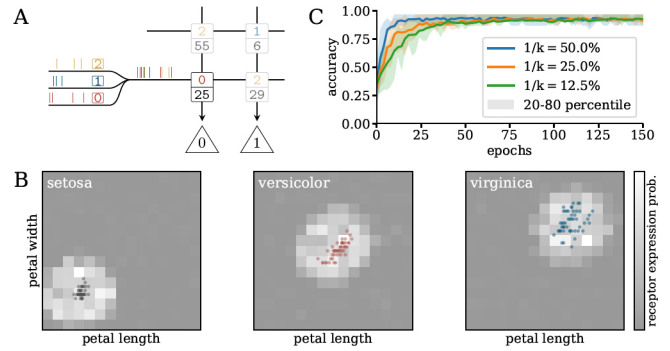 A
2
1
55
6
2
1
0
0
2
25
29
0
1
C
accuracy
1.00
0.75
0.50
0.25
0.00
1/k = 50.0%
1/k = 25.0%
1/k = 12.5%
20-80 percentile
0
25
50
75
100
125
150
epochs
B
setosa
versicolor
virginica
petal width
receptor expression prob.
petal length
petal length
petal length